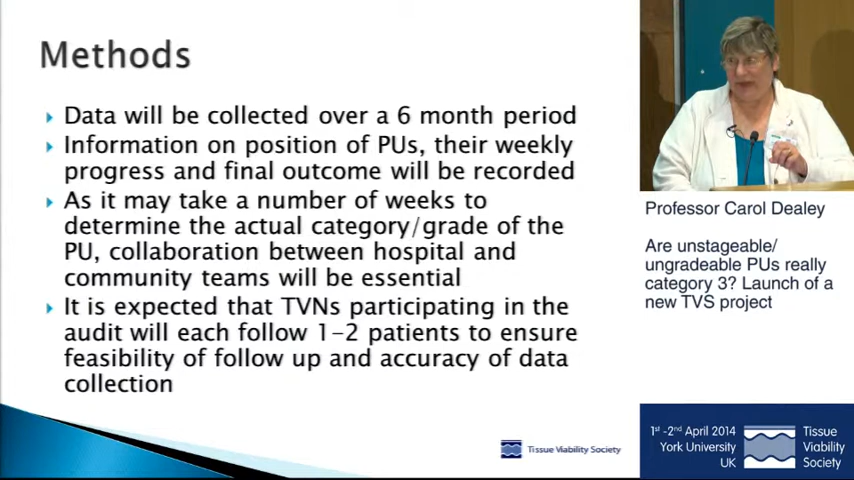 Methods
Data will be collected over a 6 month period
Information on position of PUs, their weekly
progress and final outcome will be recorded
As it may take a number of weeks to
determine the actual category/grade of the
PU, collaboration between hospital and
community teams will be essential
It is expected that TVNs participating in the
audit will each follow 1-2 patients to ensure
feasibility of follow up and accuracy of data
collection
Tissue Viability Society
Professor Carol Dealey
Are unstageable/
ungradeable PUs really
category 3? Launch of a
new TVS project
1st -2nd April 2014
York University
UK
Tissue
Viability
Society